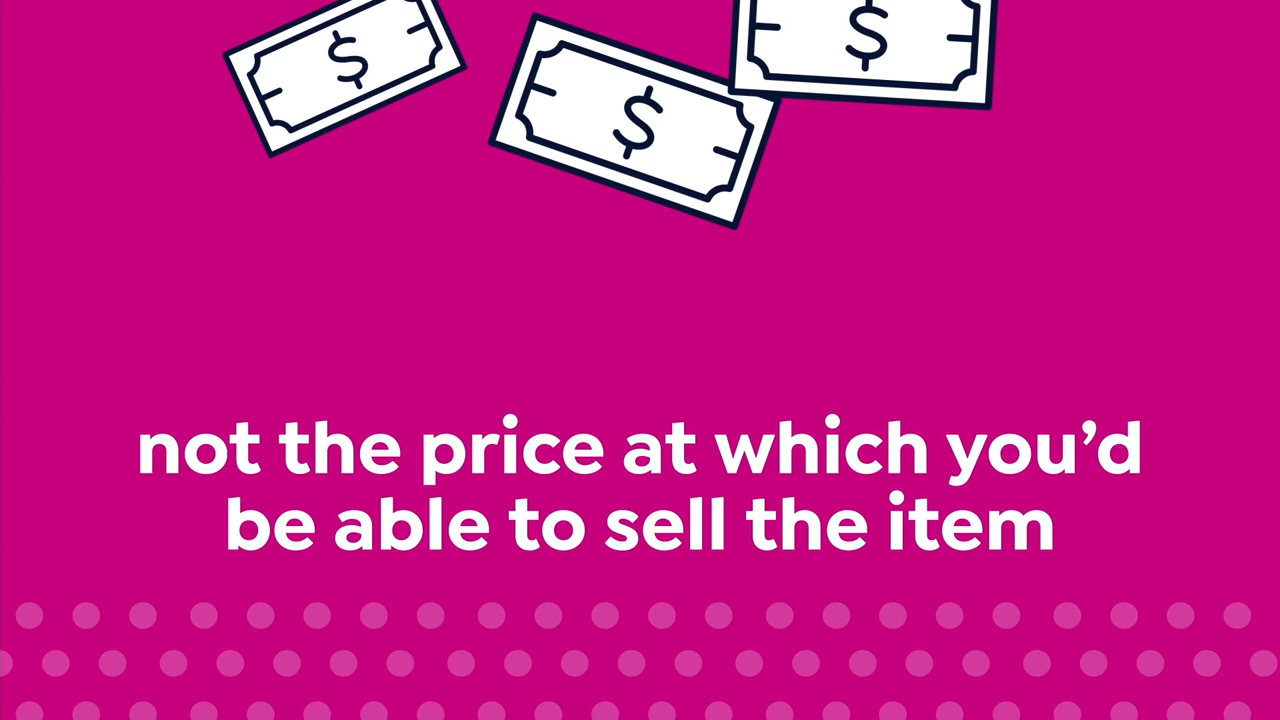 $
$
$
not the price at which you’d
be able to sell the item